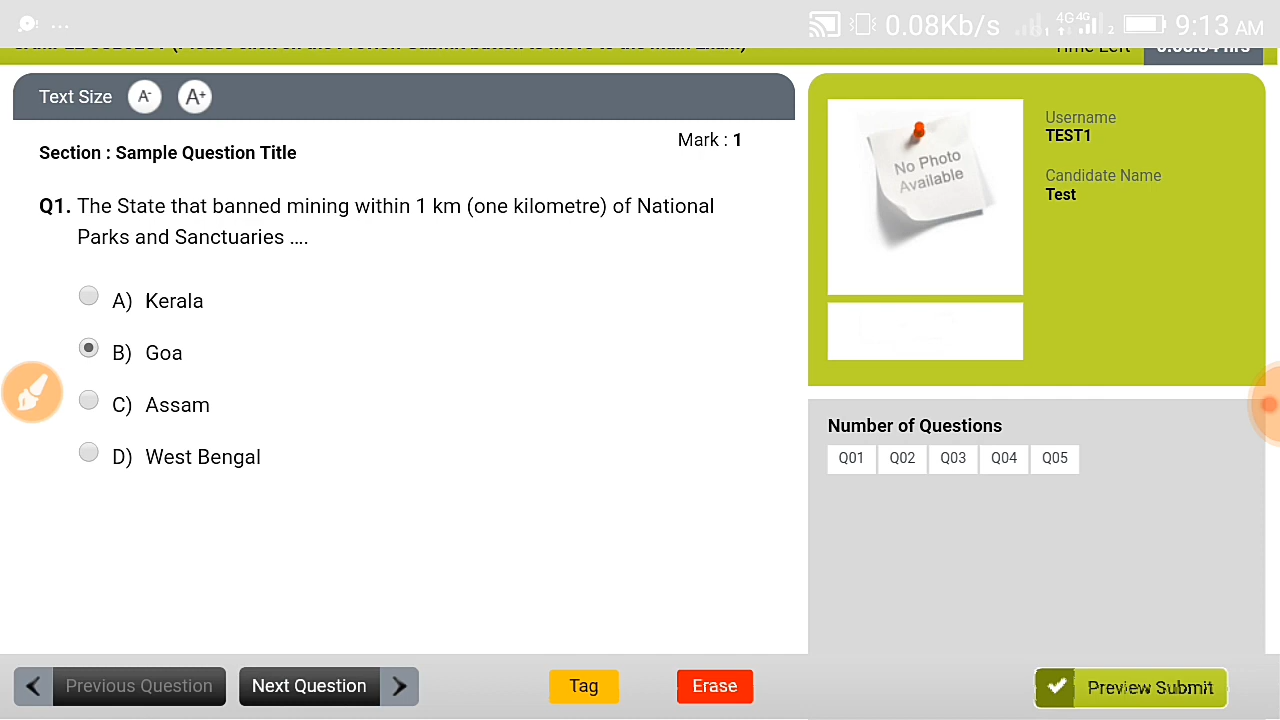 0.08Kb/s 4G 4G 1 2 9:13 AM
Time Left
Text Size A- A+
Mark : 1
Section : Sample Question Title
Q1. The State that banned mining within 1 km (one kilometre) of National
Parks and Sanctuaries ....
A) Kerala
B) Goa
C) Assam
D) West Bengal
No Photo
Available
Username
TEST1
Candidate Name
Test
Number of Questions
Q01 Q02 Q03 Q04 Q05
Previous Question Next Question Tag Erase Preview Submit